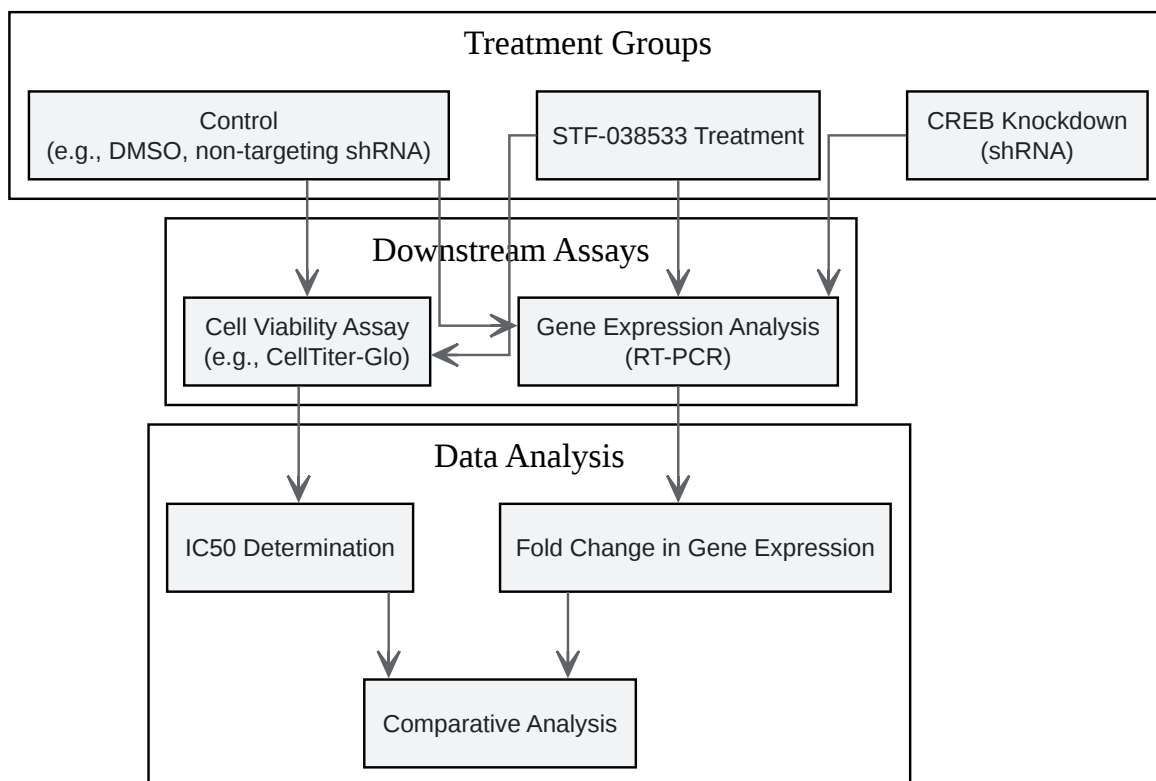 Treatment Groups
Control
(e.g., DMSO, non-targeting shRNA)
STF-038533 Treatment
CREB Knockdown
(shRNA)
Downstream Assays
Cell Viability Assay
(e.g., CellTiter-Glo)
Gene Expression Analysis
(RT-PCR)
Data Analysis
IC50 Determination
Fold Change in Gene Expression
Comparative Analysis